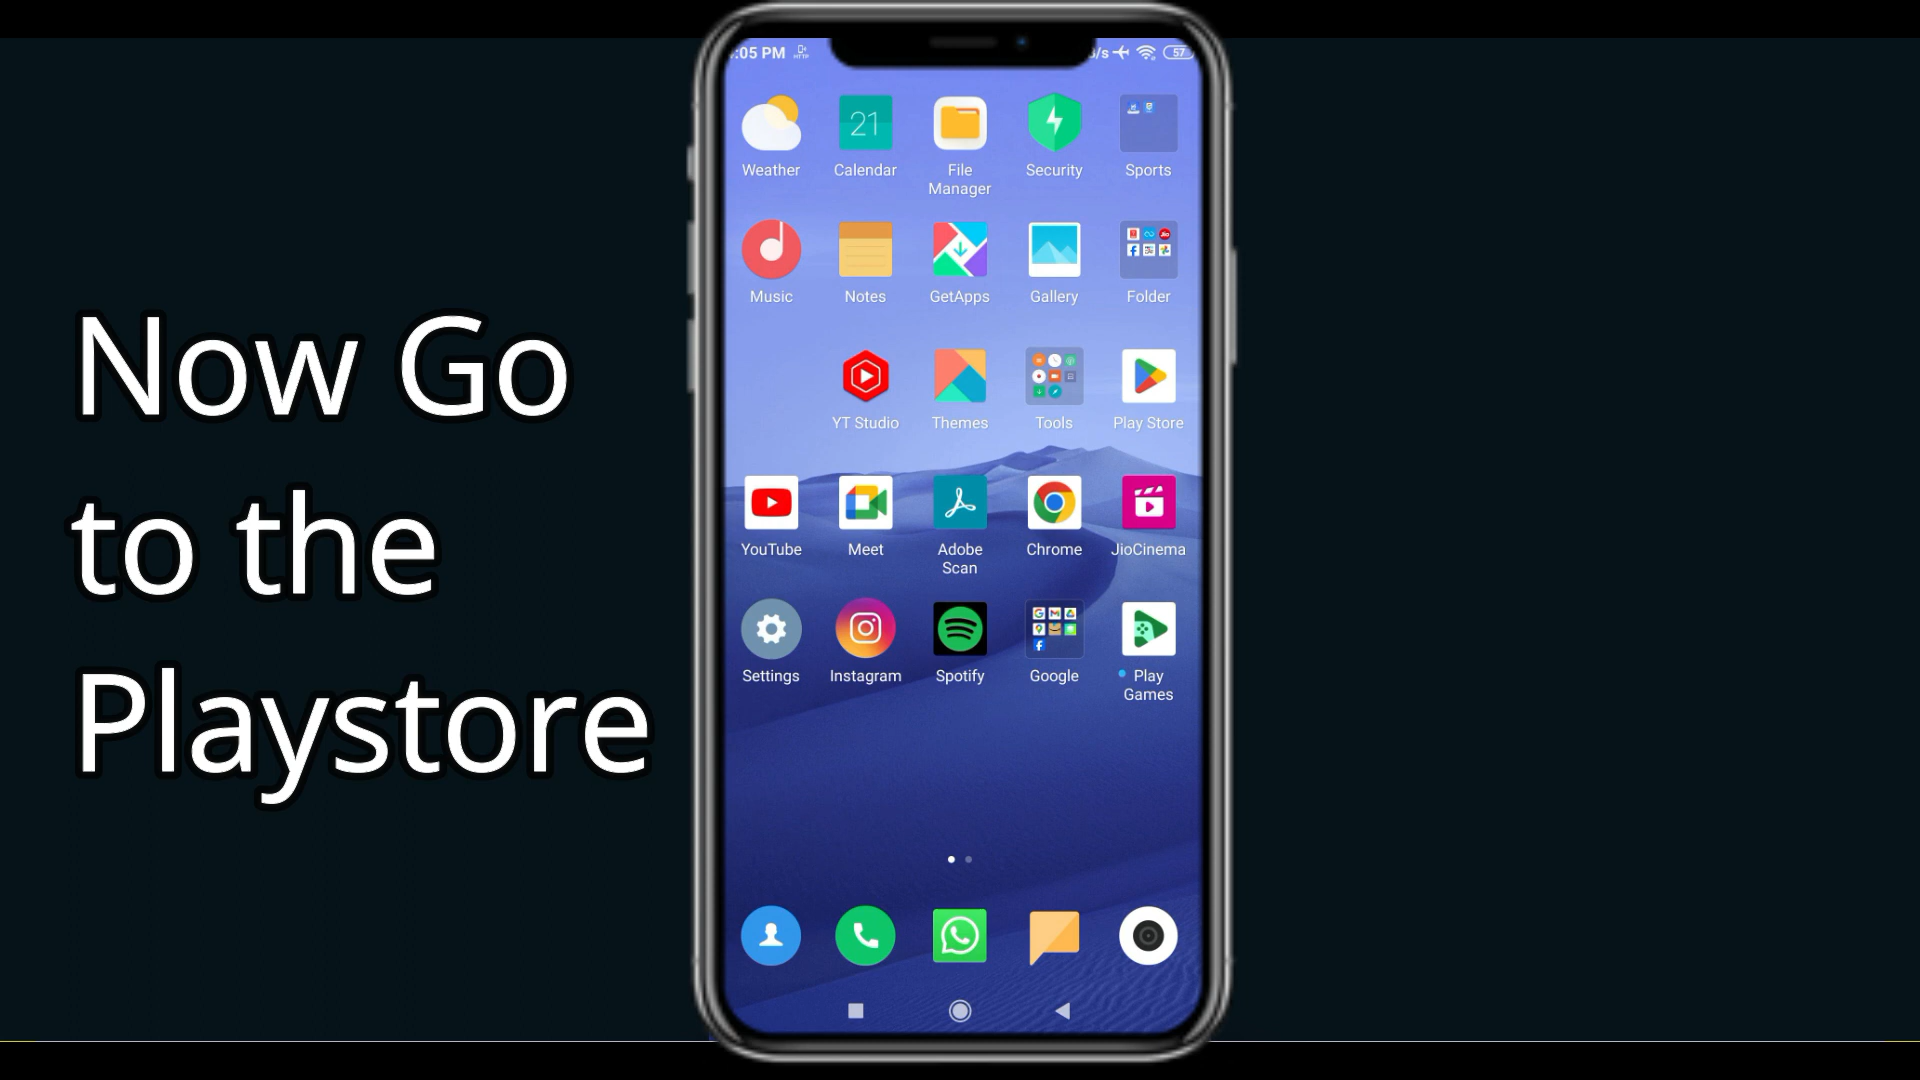 Now Go
to the
Playstore
:05 PM
/s
57
Weather
21
Calendar
File
Manager
Security
Sports
Music
Notes
GetApps
Gallery
Folder
YT Studio
Themes
Tools
Play Store
YouTube
Meet
Adobe
Scan
Chrome
JioCinema
Settings
Instagram
Spotify
Google
Play
Games